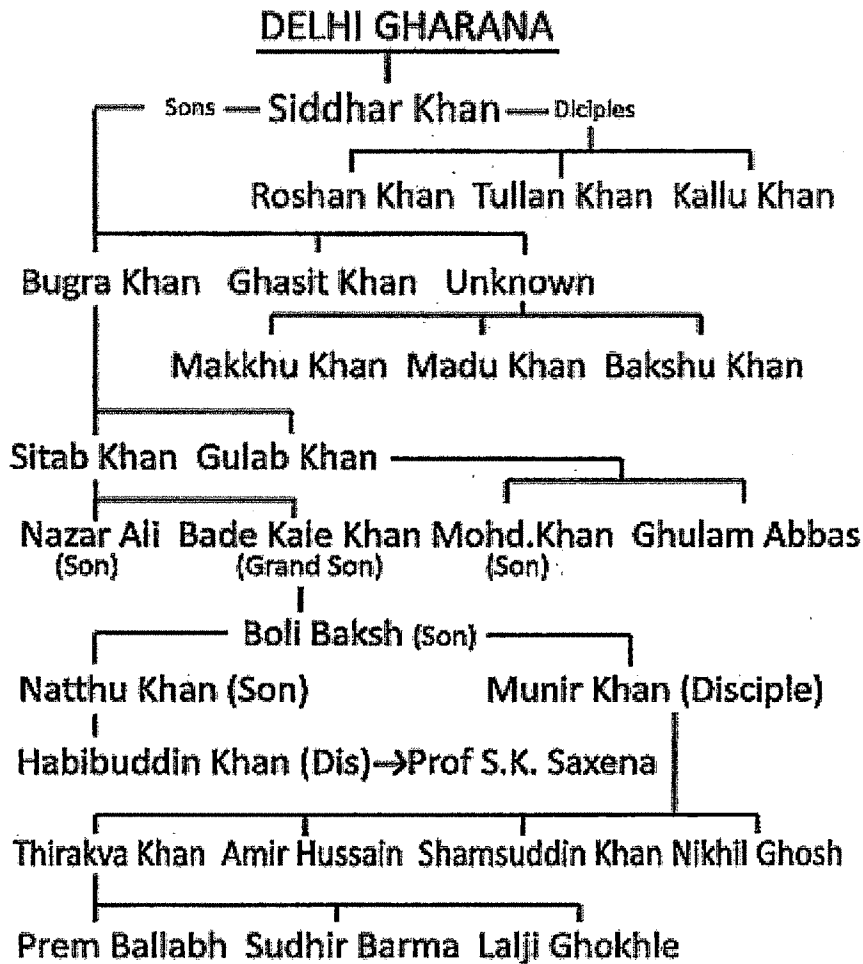 DELHI GHARANA
Sons Siddhar Khan Diciples
Roshan Khan Tullan Khan Kallu Khan
Bugra Khan Ghasit Khan Unknown
Makkhu Khan Madu Khan Bakshu Khan
Sitab Khan Gulab Khan
Nazar Ali Bade Kale Khan Mohd.Khan Ghulam Abbas
(Son) (Grand Son) (Son)
Boli Baksh (Son)
Natthu Khan (Son) Munir Khan (Disciple)
Habibuddin Khan (Dis)→Prof S.K. Saxena
Thirakva Khan Amir Hussain Shamsuddin Khan Nikhil Ghosh
Prem Ballabh Sudhir Barma Lalji Ghokhle